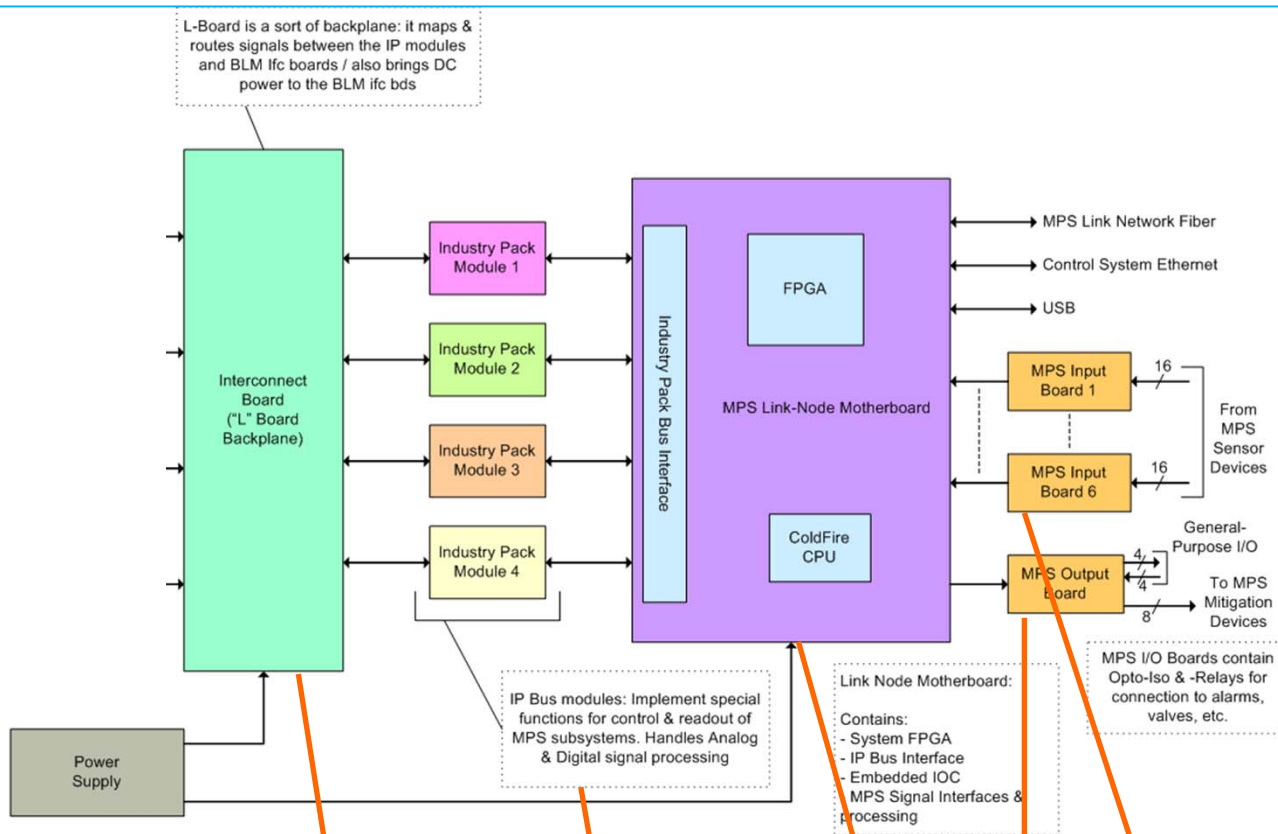 L-Board is a sort of backplane: it maps &
routes signals between the IP modules
and BLM Ifc boards / also brings DC
power to the BLM ifc bds
Interconnect
Board
("L" Board
Backplane)
Industry Pack
Module 1
Industry Pack
Module 2
Industry Pack
Module 3
Industry Pack
Module 4
Industry Pack Bus Interface
FPGA
MPS Link-Node Motherboard
ColdFire
CPU
MPS Link Network Fiber
Control System Ethernet
USB
MPS Input
Board 1
16
MPS Input
Board 6
16
From
MPS
Sensor
Devices
MPS Output
Board
General-
Purpose I/O
4
4
To MPS
Mitigation
Devices
8
MPS I/O Boards contain
Opto-Iso & -Relays for
connection to alarms,
valves, etc.
Link Node Motherboard:
Contains:
- System FPGA
- IP Bus Interface
- Embedded IOC
MPS Signal Interfaces &
processing
IP Bus modules: Implement special
functions for control & readout of
MPS subsystems. Handles Analog
& Digital signal processing
Power
Supply